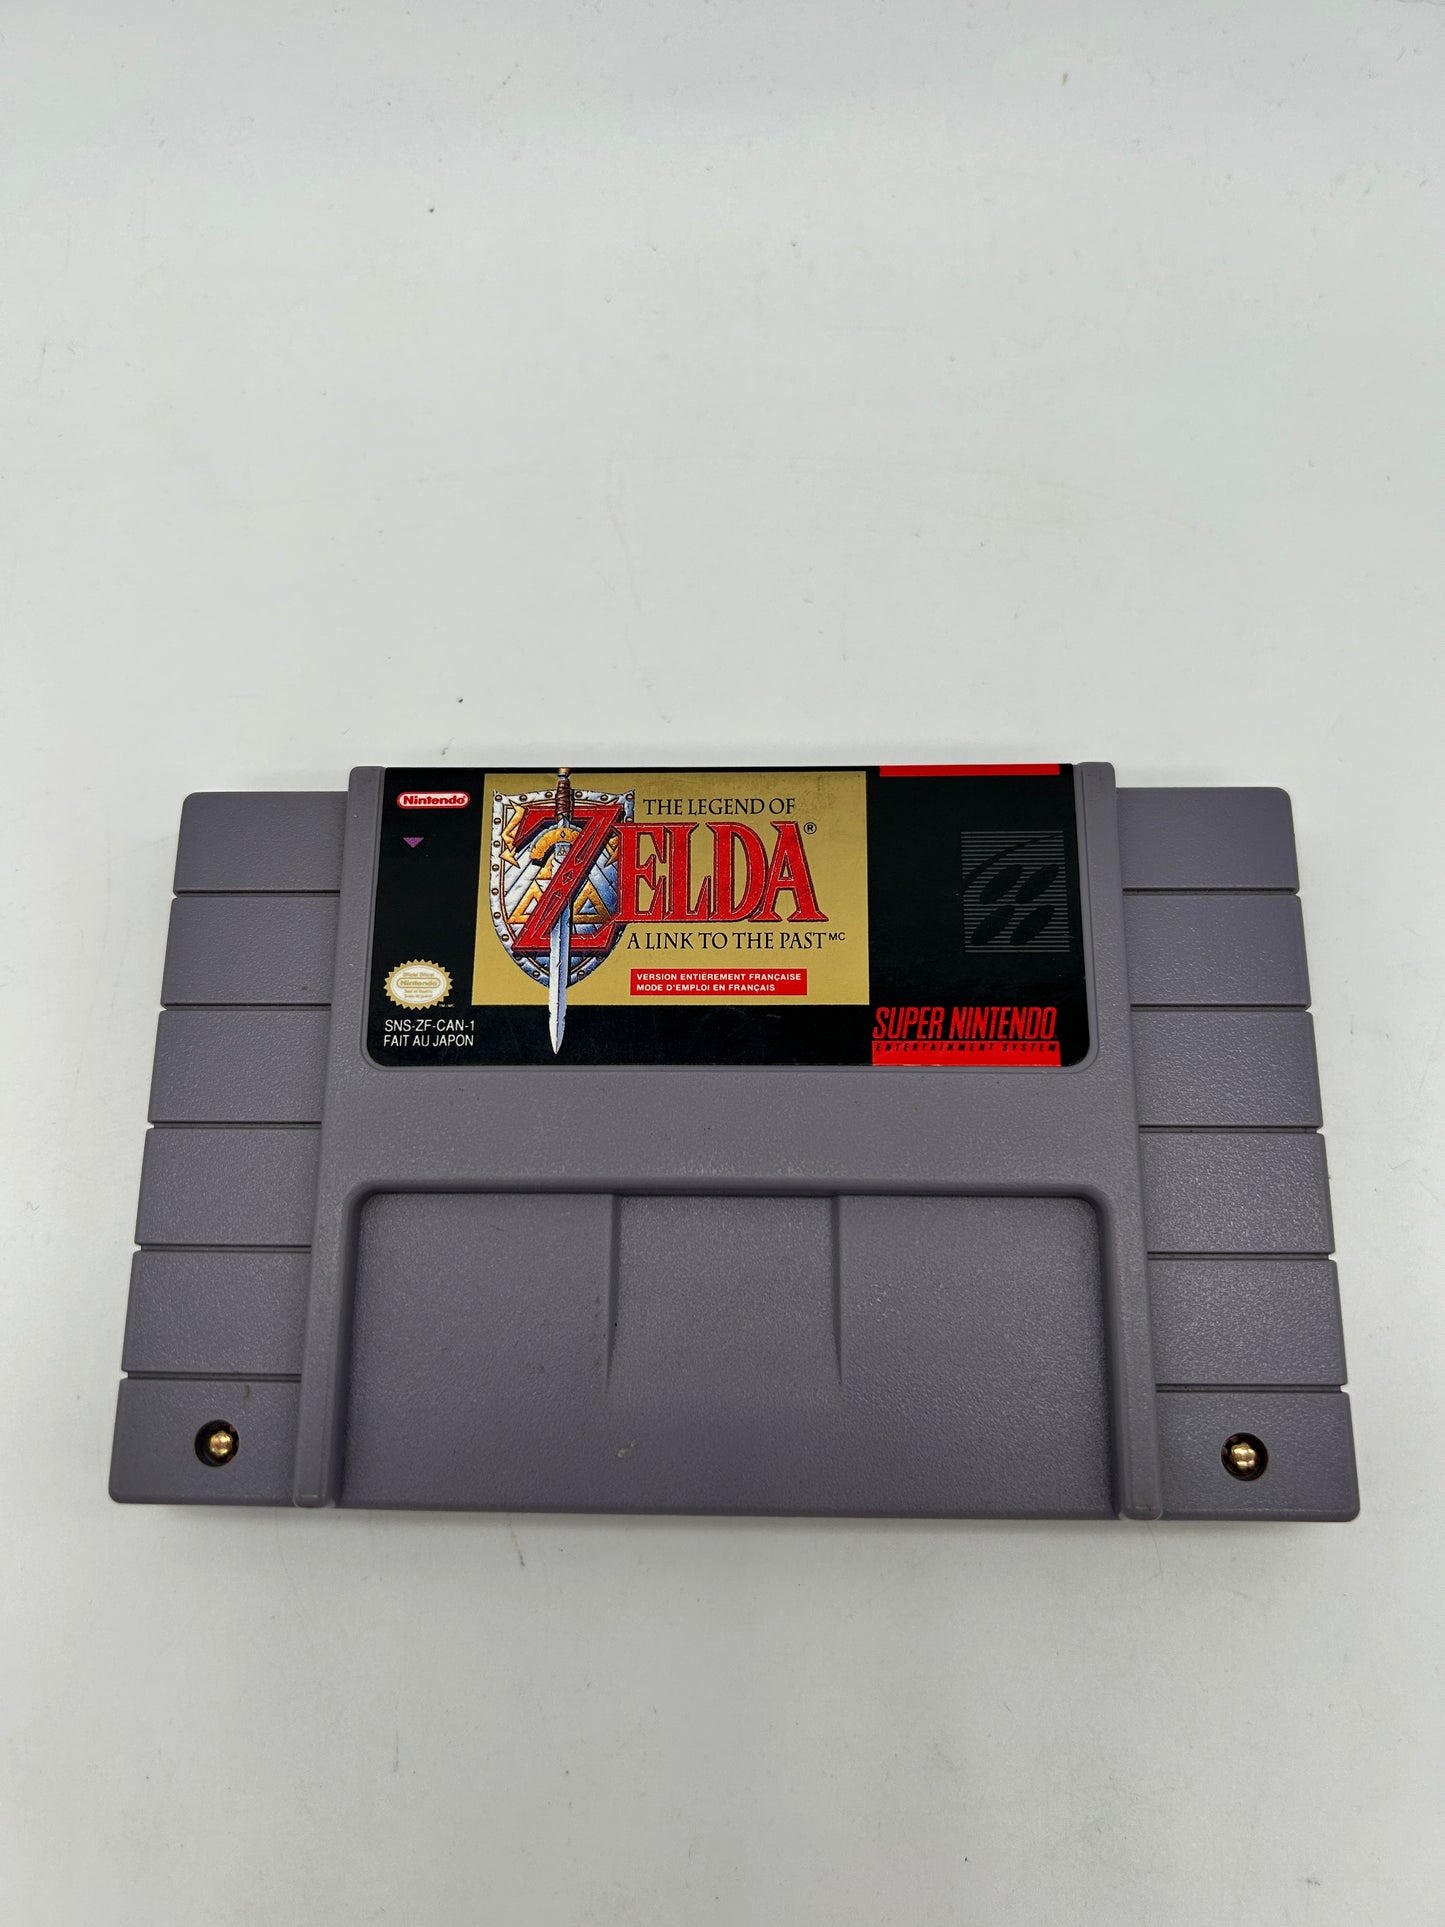 Nintendo
THE LEGEND OF
ZELDA®
A LINK TO THE PAST MC
VERSION ENTIÈREMENT FRANÇAISE
MODE D'EMPLOI EN FRANÇAIS
Nintendo
SNS-ZF-CAN-1
FAIT AU JAPON
SUPER NINTENDO
ENTERTAINMENT SYSTEM